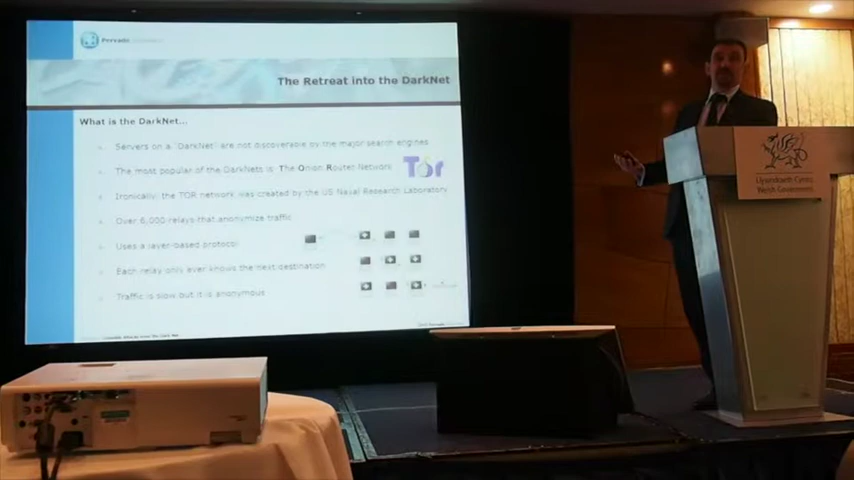 Pervade
The Retreat into the DarkNet
What is the DarkNet...
Servers on a "DarkNet" are not discoverable by the major search engines
The most popular of the DarkNets is The Onion Router Network
Tor
Ironically, the TOR network was created by the US Naval Research Laboratory
Over 6,000 relays that anonymize traffic
Uses a layer-based protocol
Each relay only ever knows the next destination
Traffic is slow but it is anonymous
Llywodraeth Cymru
Welsh Government